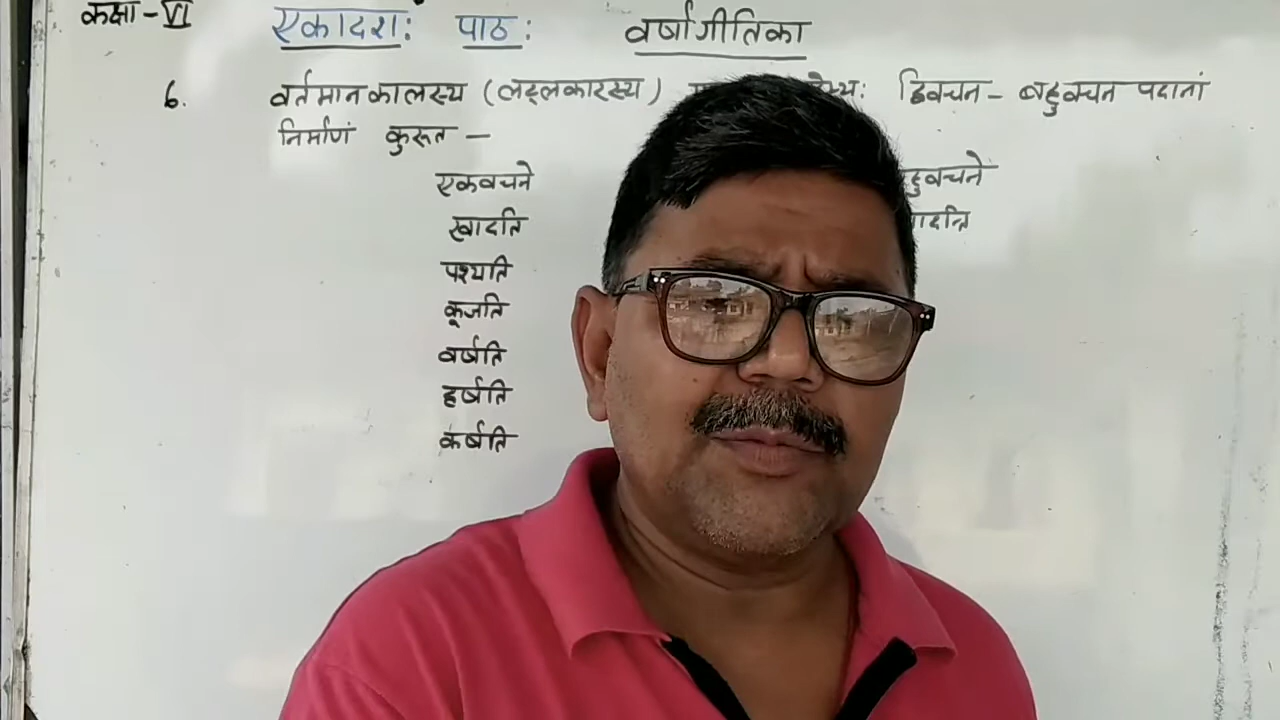 कक्षा - VI
एकादशः पाठः वर्षागीतिका
6. वर्तमानकालस्य (लट्लकारस्य) द्विवचन - बहुवचन पदानां
निर्माणं कुरूत -
एकवचने
खादति
पश्यति
कूजति
वर्षति
हर्षति
कर्षति